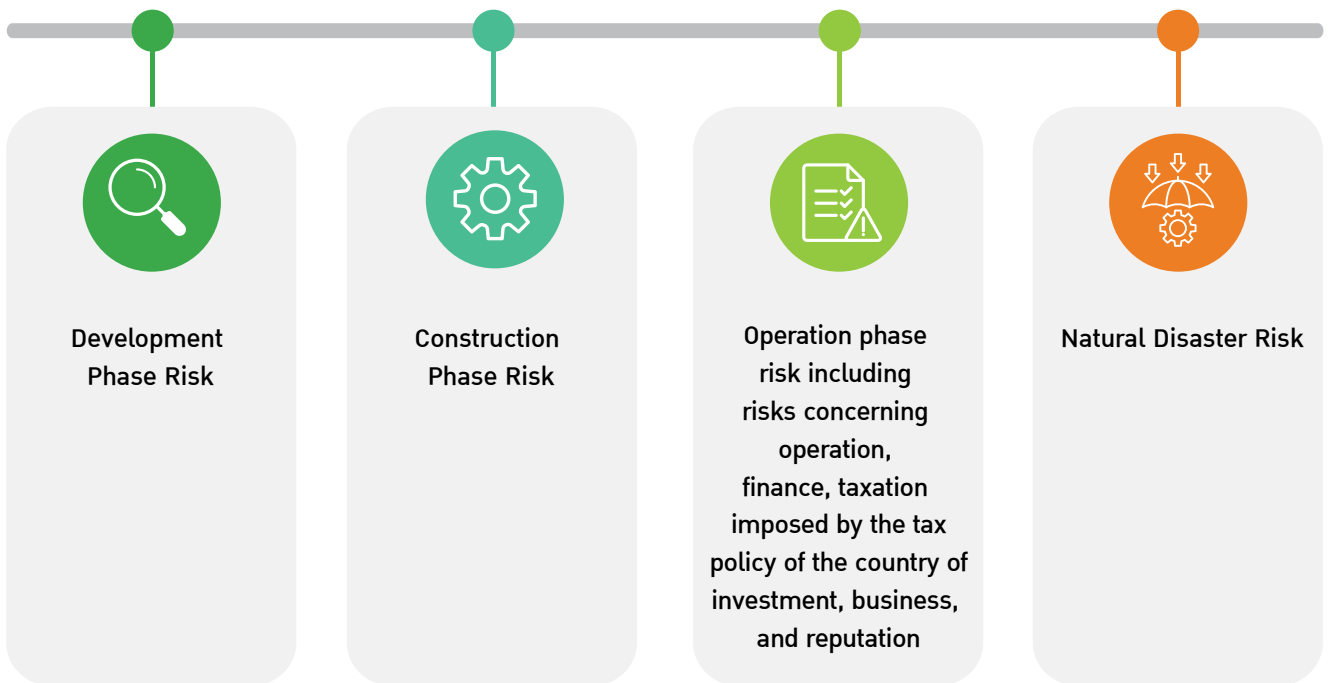 Development
Phase Risk
Construction
Phase Risk
Operation phase
risk including
risks concerning
operation,
finance, taxation
imposed by the tax
policy of the country of
investment, business,
and reputation
Natural Disaster Risk